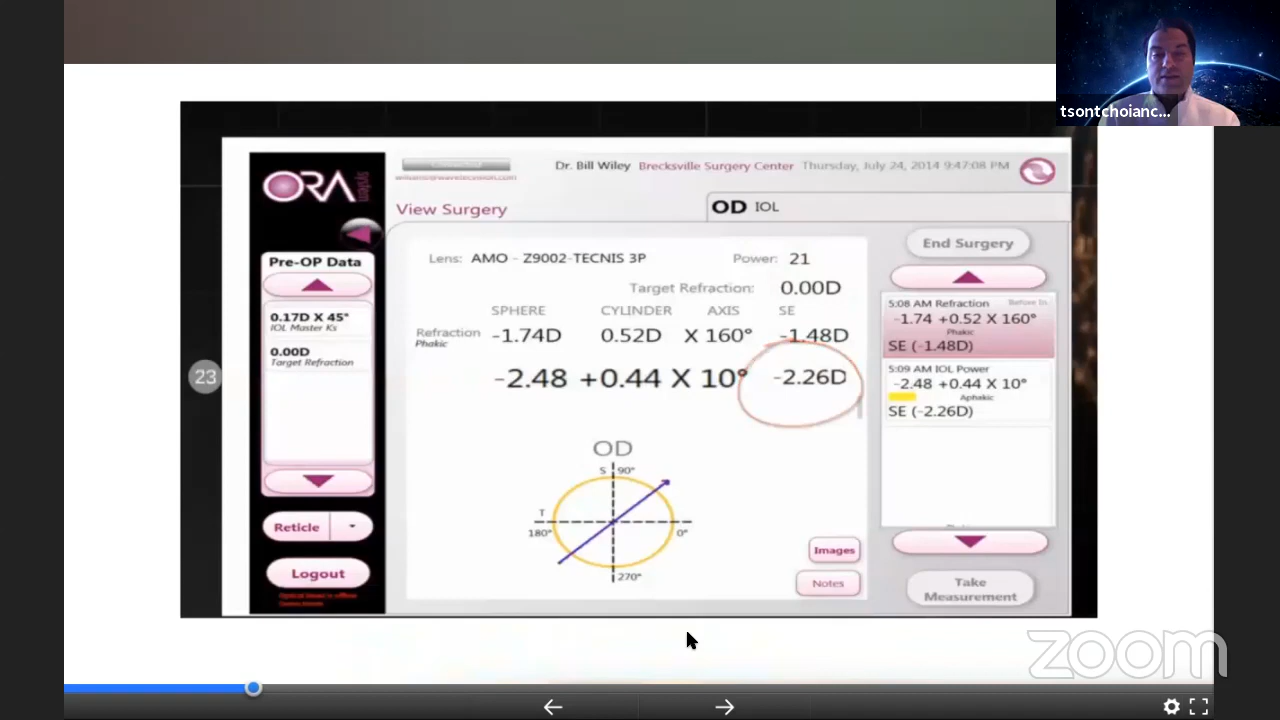 tsontchoianc...
ORA system
Dr. Bill Wiley Brecksville Surgery Center Thursday, July 24, 2014 9:47:08 PM
View Surgery
OD IOL
End Surgery
Pre-OP Data
0.17D X 45°
IOL Master Ks
0.00D
Target Refraction
Reticle
Logout
Lens: AMO - Z9002-TECNIS 3P Power: 21
Target Refraction: 0.00D
SPHERE CYLINDER AXIS SE
Refraction -1.74D 0.52D X 160° -1.48D
Phakic
-2.48 +0.44 X 10° -2.26D
OD
S 90°
T
180° 0°
270°
Images
Notes
5:08 AM Refraction Before In
-1.74 +0.52 X 160°
Phakic
SE (-1.48D)
5:09 AM IOL Power
-2.48 +0.44 X 10°
Aphakic
SE (-2.26D)
Take
Measurement
23
zoom